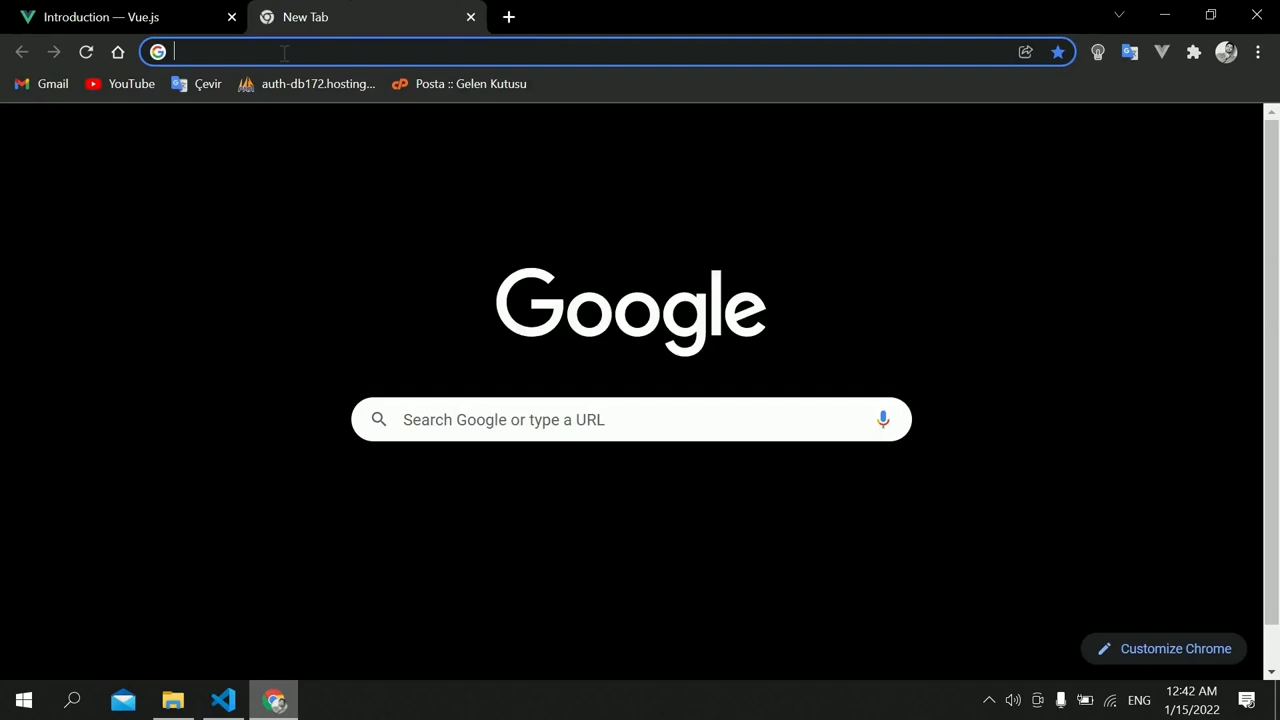 Introduction — Vue.js
New Tab
Gmail
YouTube
Çevir
auth-db172.hosting...
Posta :: Gelen Kutusu
Google
Search Google or type a URL
Customize Chrome
ENG
12:42 AM
1/15/2022